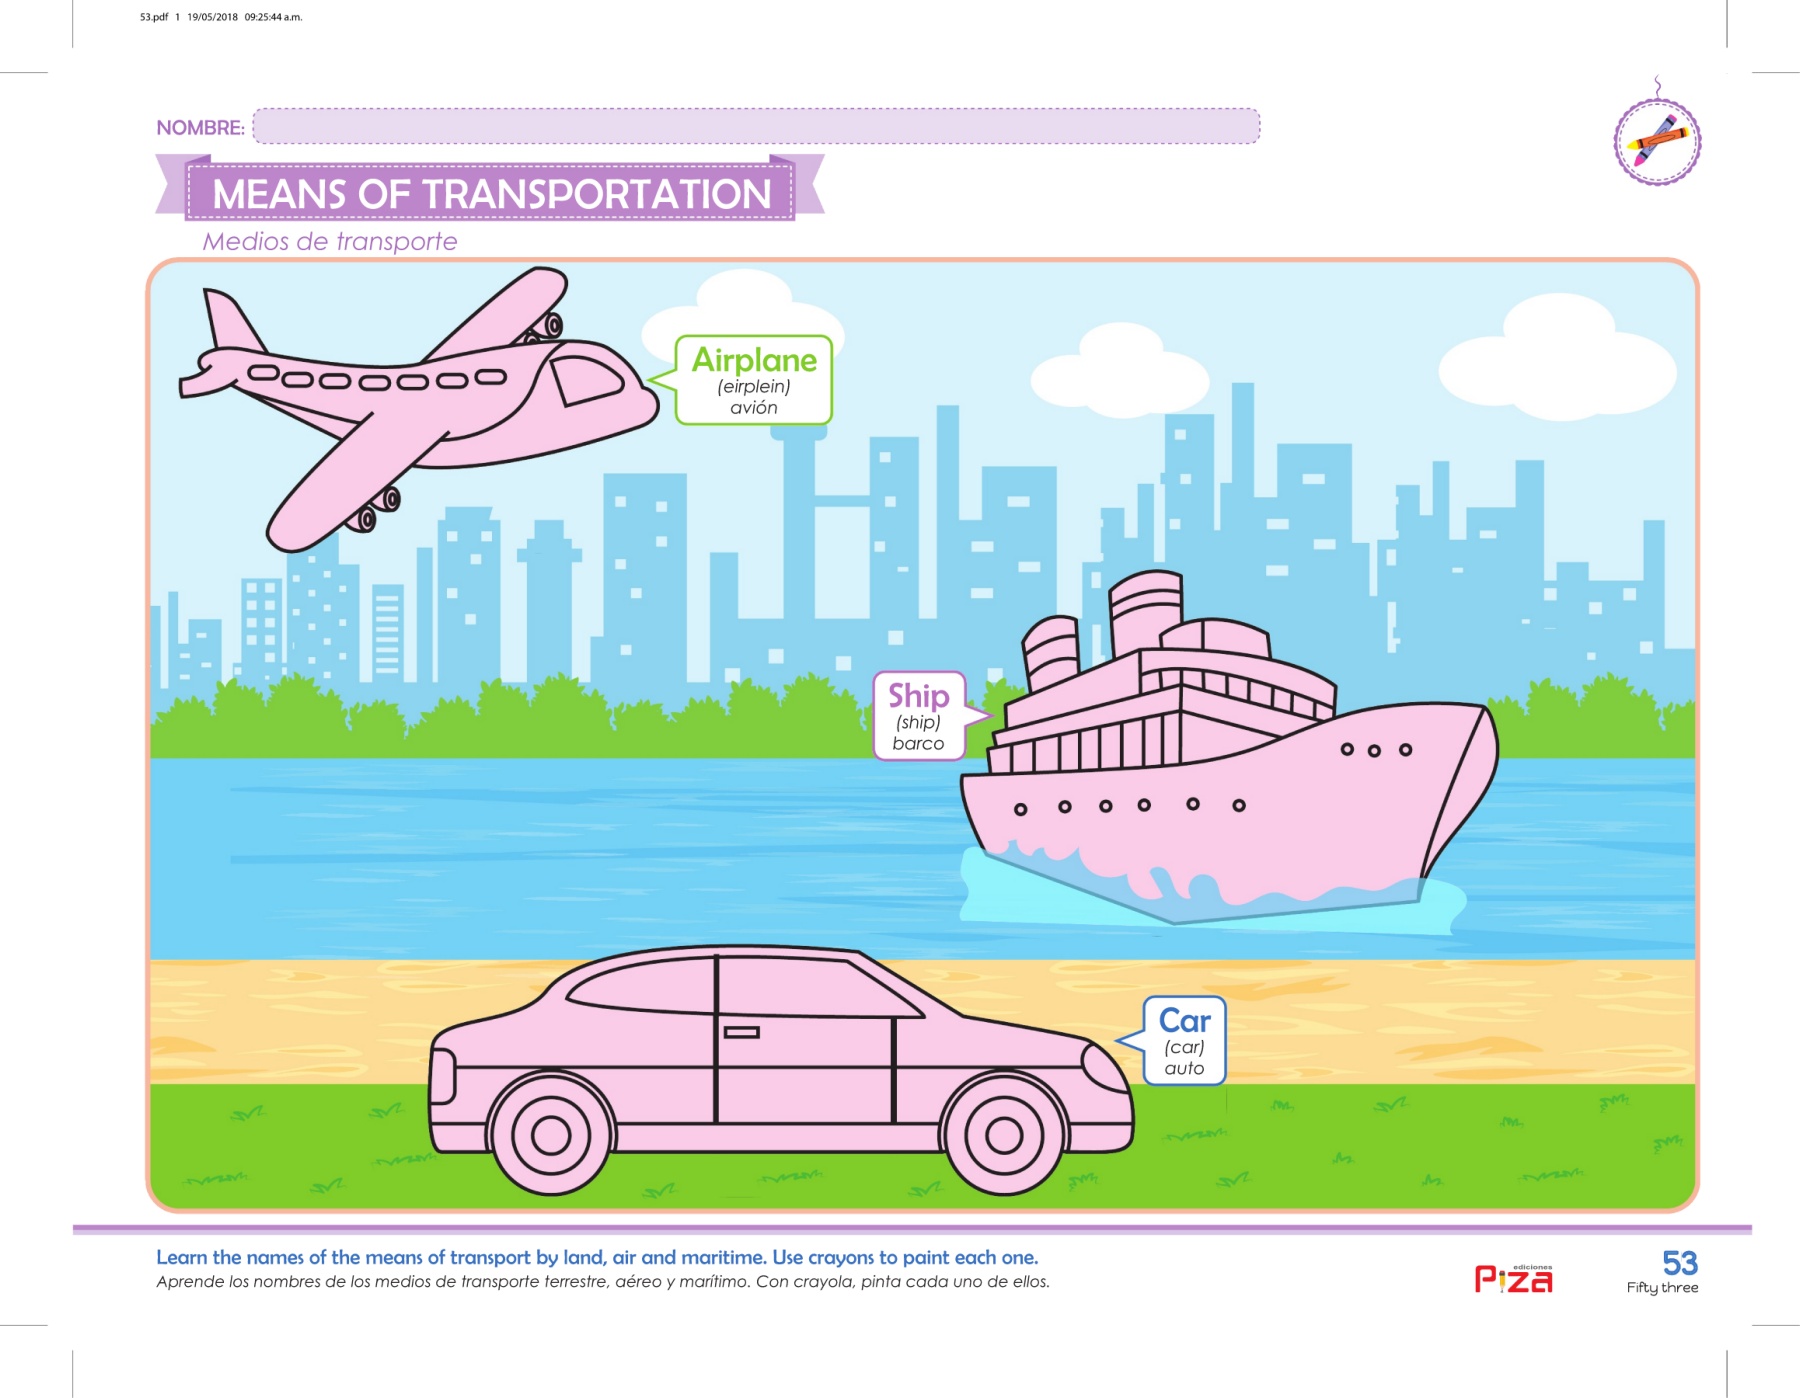 53.pdf 1 19/05/2018 09:25:44 a.m.
NOMBRE:
MEANS OF TRANSPORTATION
Medios de transporte
Airplane
(eirplein)
avión
Ship
(ship)
barco
Car
(car)
auto
Learn the names of the means of transport by land, air and maritime. Use crayons to paint each one.
Aprende los nombres de los medios de transporte terrestre, aéreo y marítimo. Con crayola, pinta cada uno de ellos.
ediciones
Piza
53
Fifty three